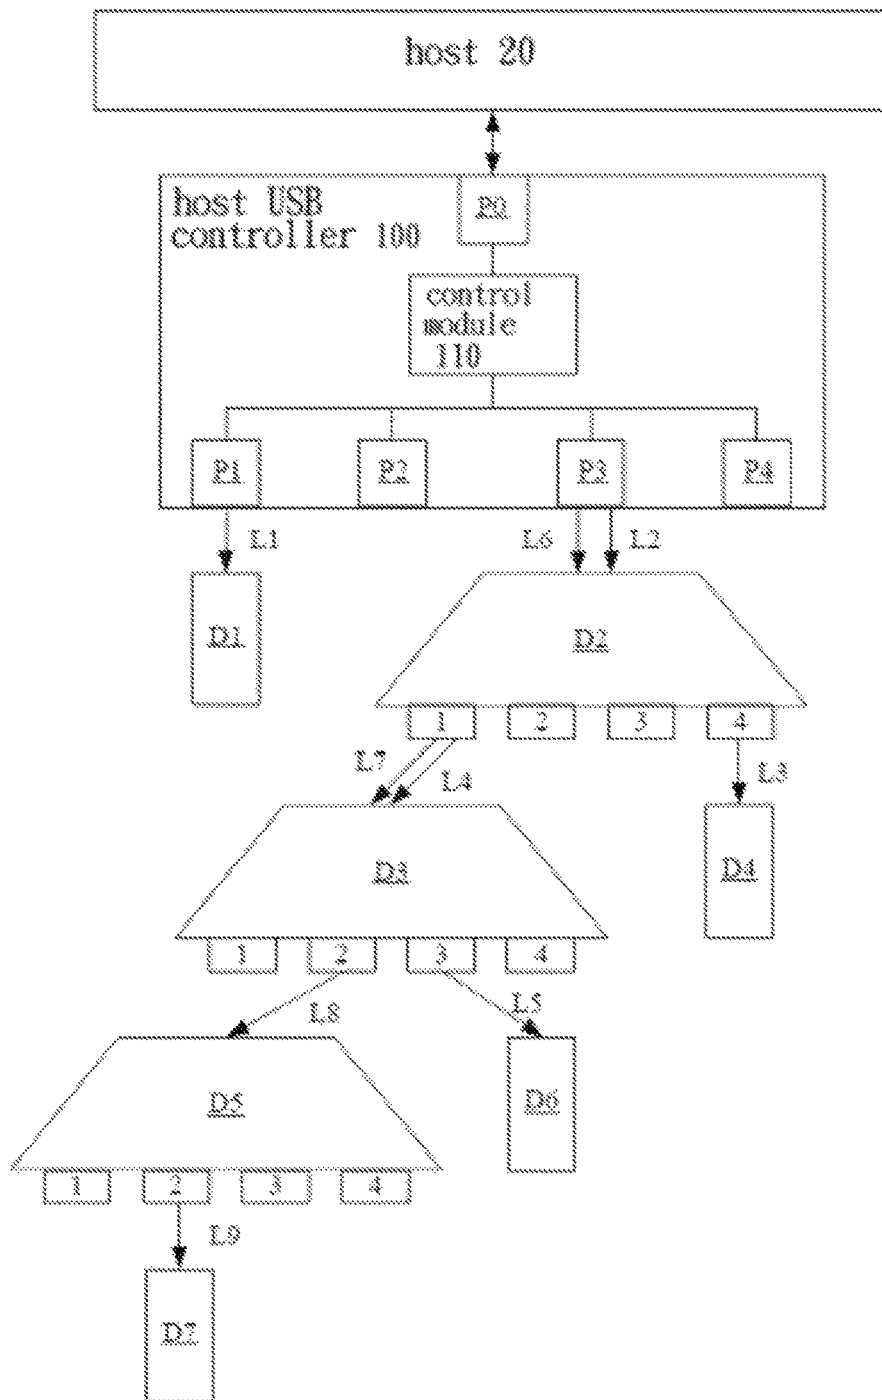 host 20
host USB
controller 100
P0
control
module
110
P1 P2 P3 P4
L1 L6 L2
D1 D2
1 2 3 4
L7 L4 L3
D3 D4
1 2 3 4
L8 L5
D5 D6
1 2 3 4
L9
D7